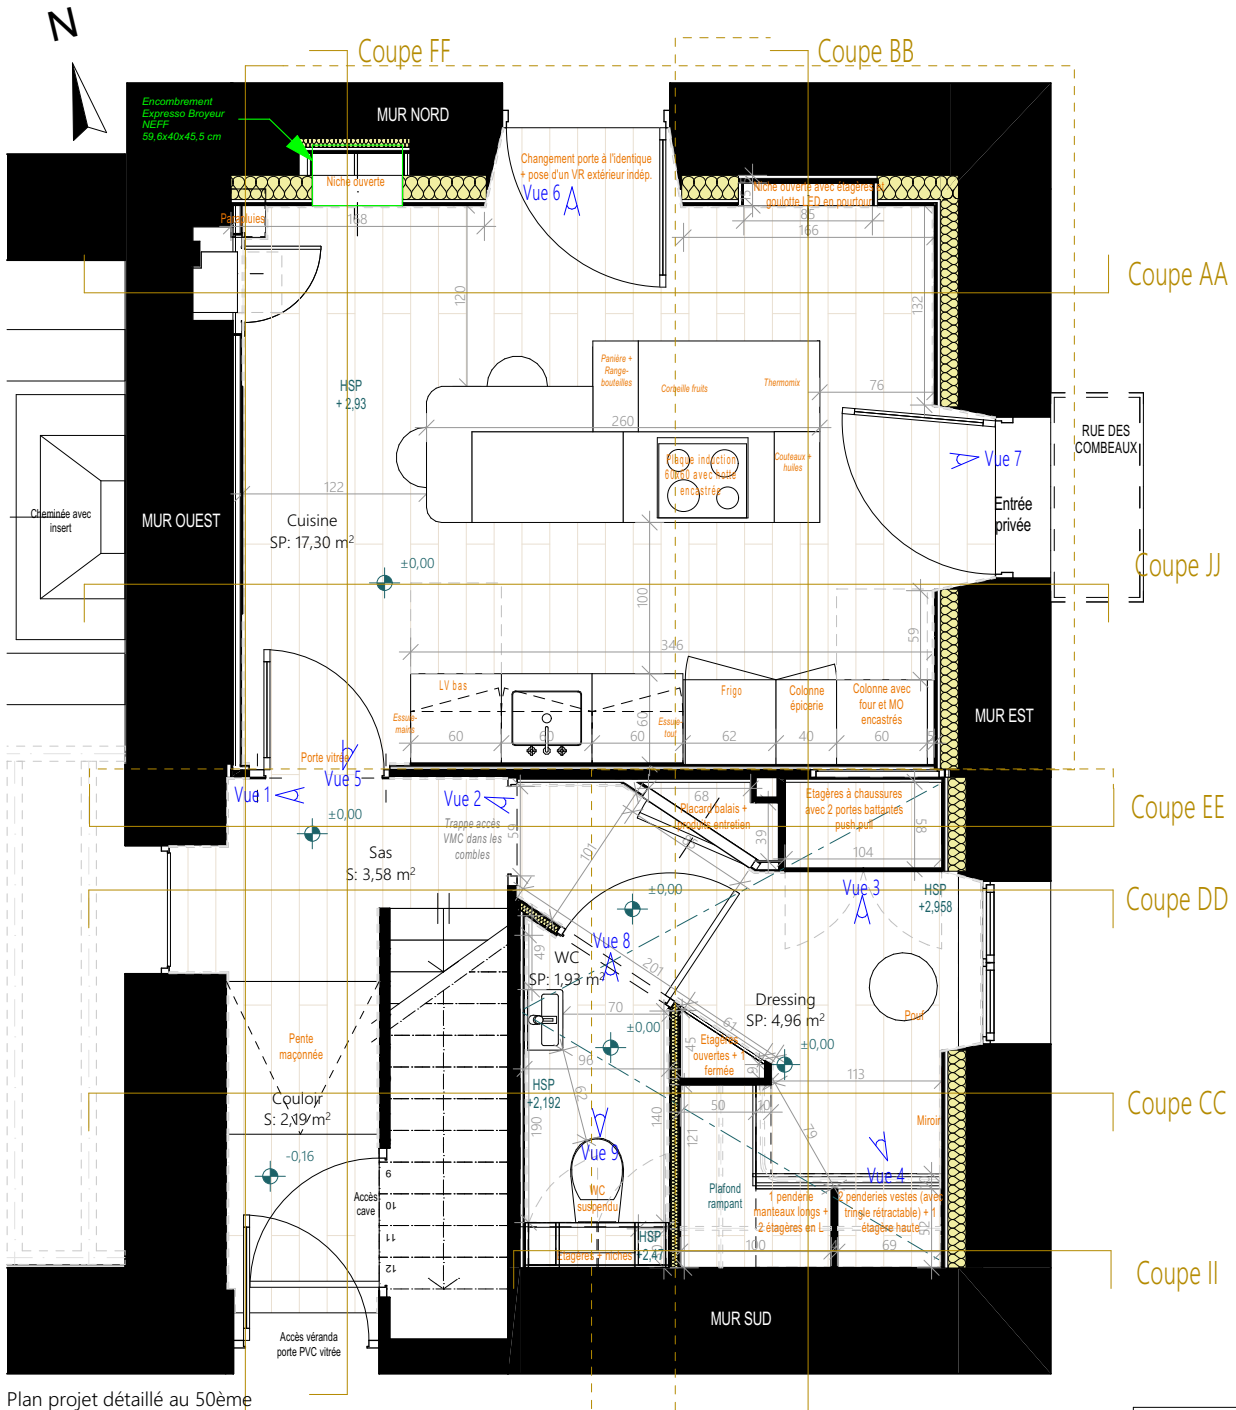 N
Coupe FF
Coupe BB
Encombrement
Expresso Broyeur
NEFF
59,6x40x45,5 cm
MUR NORD
Changement porte à l'identique
+ pose d'un VR extérieur indép.
Vue 6
Niche ouverte
Niche ouverte avec étagères et
goulotte LED en pourtour
85
166
Parapluies
168
Coupe AA
120
132
HSP
+ 2,93
Panière +
Range-
bouteilles
Corbeille fruits
Thermomix
76
260
RUE DES
COMBEAUX
Plaque induction
60x60 avec hotte
encastrée
Couteaux +
huiles
Vue 7
122
Cheminée avec
insert
MUR OUEST
Cuisine
SP: 17,30 m²
Entrée
privée
±0,00
Coupe JJ
100
59
346
LV bas
Frigo
Colonne
épicerie
Colonne avec
four et MO
encastrés
Essuie-
mains
Essuie-
tout
60
MUR EST
60
60
60
62
40
60
5
Porte vitrée
Vue 5
Vue 1
Vue 2
68
Placard balais +
produits entretien
Etagères à chaussures
avec 2 portes battantes
push pull
Coupe EE
±0,00
Trappe accès
VMC dans les
combles
59
39
58
Sas
S: 3,58 m²
101
104
±0,00
Vue 3
HSP
+2,958
Coupe DD
Vue 8
49
WC
SP: 1,93 m²
201
Dressing
SP: 4,96 m²
70
Pouf
±0,00
67
±0,00
Pente
maçonnée
45
Etagères
ouvertes + 1
fermée
96
113
HSP
+2,192
62
Couloir
S: 2,19 m²
50
10
Coupe CC
190
140
121
79
Miroir
-0,16
Vue 9
Vue 4
9
10
11
12
Accès
cave
WC
suspendu
Plafond
rampant
1 penderie
manteaux longs +
2 étagères en L
2 penderies vestes (avec
tringle rétractable) + 1
étagère haute
52
HSP
+2,47
Etagères + niches
100
69
Coupe II
MUR SUD
Accès véranda
porte PVC vitrée
Plan projet détaillé au 50ème